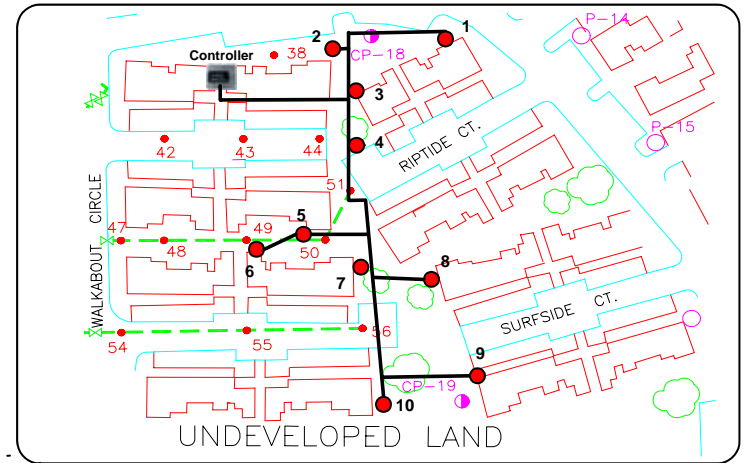 P-14
1
2
38
CP-18
Controller
3
P-15
4
RIPTIDE CT.
42
43
44
51
WALKABOUT CIRCLE
47
48
49
5
50
6
7
8
SURFSIDE CT.
54
55
56
9
CP-19
10
UNDEVELOPED LAND